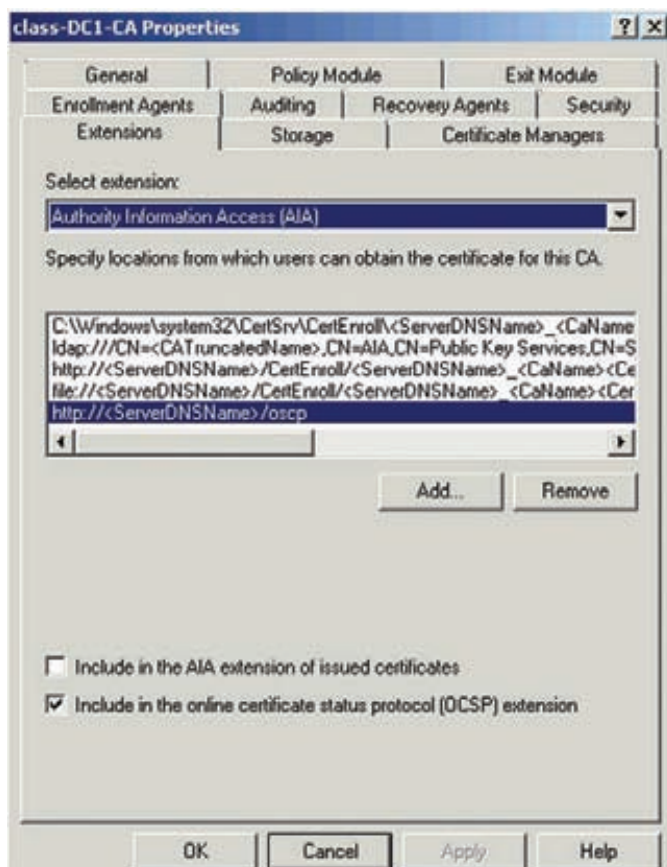 class-DC1-CA Properties
General Policy Module Exit Module
Enrollment Agents Auditing Recovery Agents Security
Extensions Storage Certificate Managers
Select extension:
Authority Information Access (AIA)
Specify locations from which users can obtain the certificate for this CA.
C:\Windows\system32\CertSrv\CertEnroll\<ServerDNSName>_<CaName
ldap:///CN=<CATruncatedName>,CN=AIA,CN=Public Key Services,CN=S
http://<ServerDNSName>/CertEnroll/<ServerDNSName>_<CaName><Ce
file://<ServerDNSName>/CertEnroll/<ServerDNSName>_<CaName><Cer
http://<ServerDNSName>/oscp
Add... Remove
Include in the AIA extension of issued certificates
Include in the online certificate status protocol (OCSP) extension
OK Cancel Apply Help